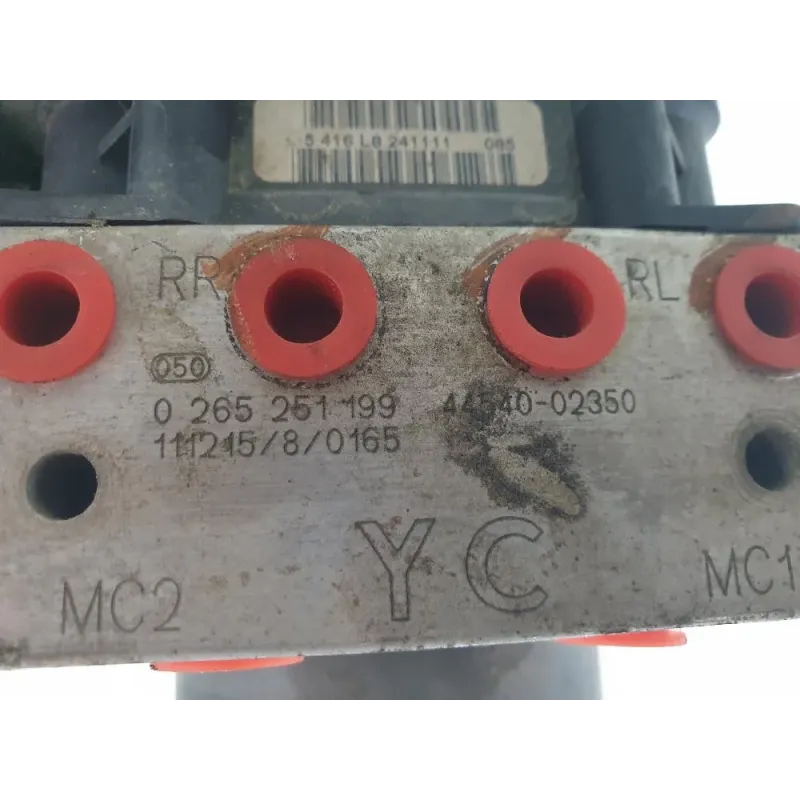 5 416 L8 241111 085
RR RL
050
0 265 251 199 44540-02350
111215/8/0165
YC
MC2 MC1